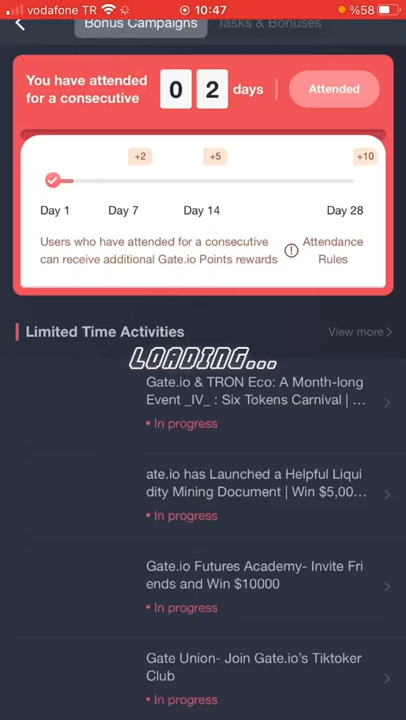 vodafone TR
10:47
%58
Bonus Campaigns
Tasks & Bonuses
You have attended
for a consecutive
0 2 days
Attended
+2
+5
+10
Day 1
Day 7
Day 14
Day 28
Users who have attended for a consecutive
can receive additional Gate.io Points rewards
Attendance
Rules
Limited Time Activities
View more
LOADING...
Gate.io & TRON Eco: A Month-long
Event _IV_ : Six Tokens Carnival | ...
• In progress
ate.io has Launched a Helpful Liqui
dity Mining Document | Win $5,00...
• In progress
Gate.io Futures Academy- Invite Fri
ends and Win $10000
• In progress
Gate Union- Join Gate.io's Tiktoker
Club
• In progress